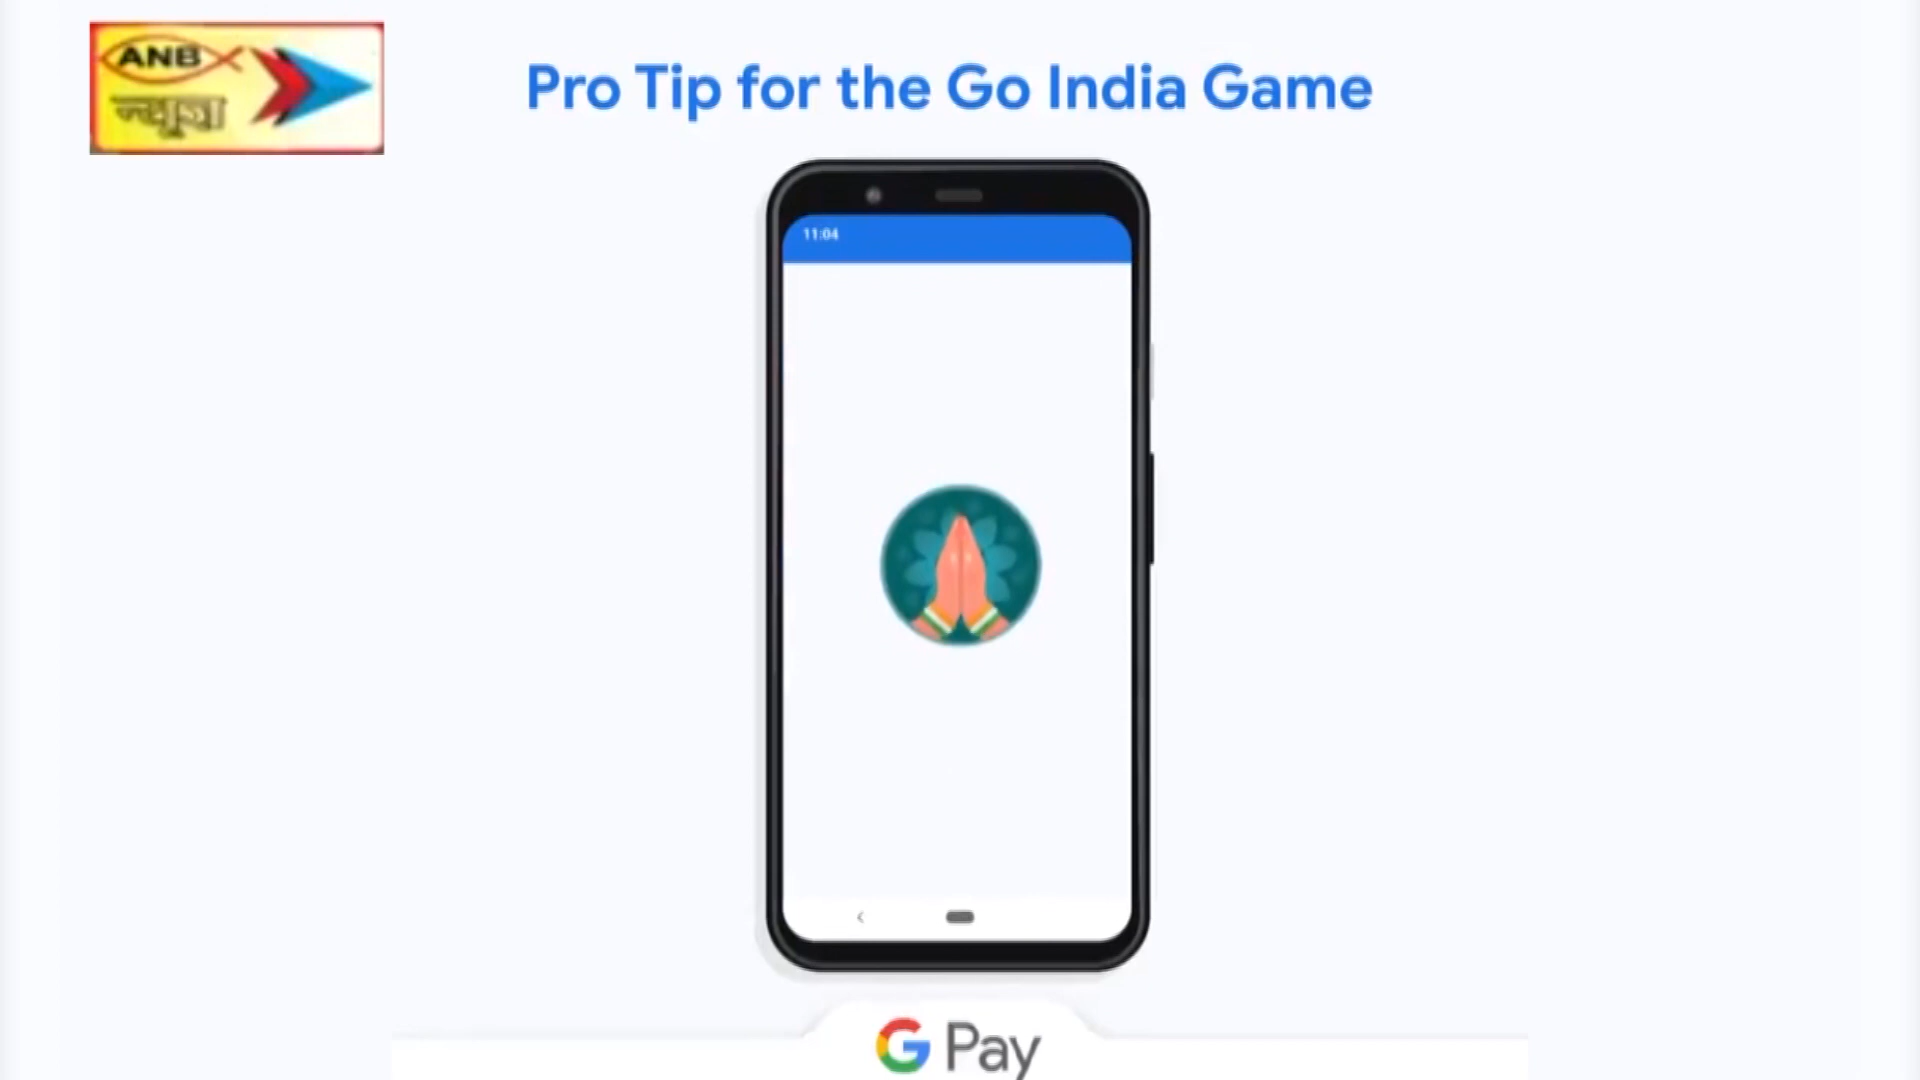 ANB
न्यूज़
Pro Tip for the Go India Game
11:04
G Pay